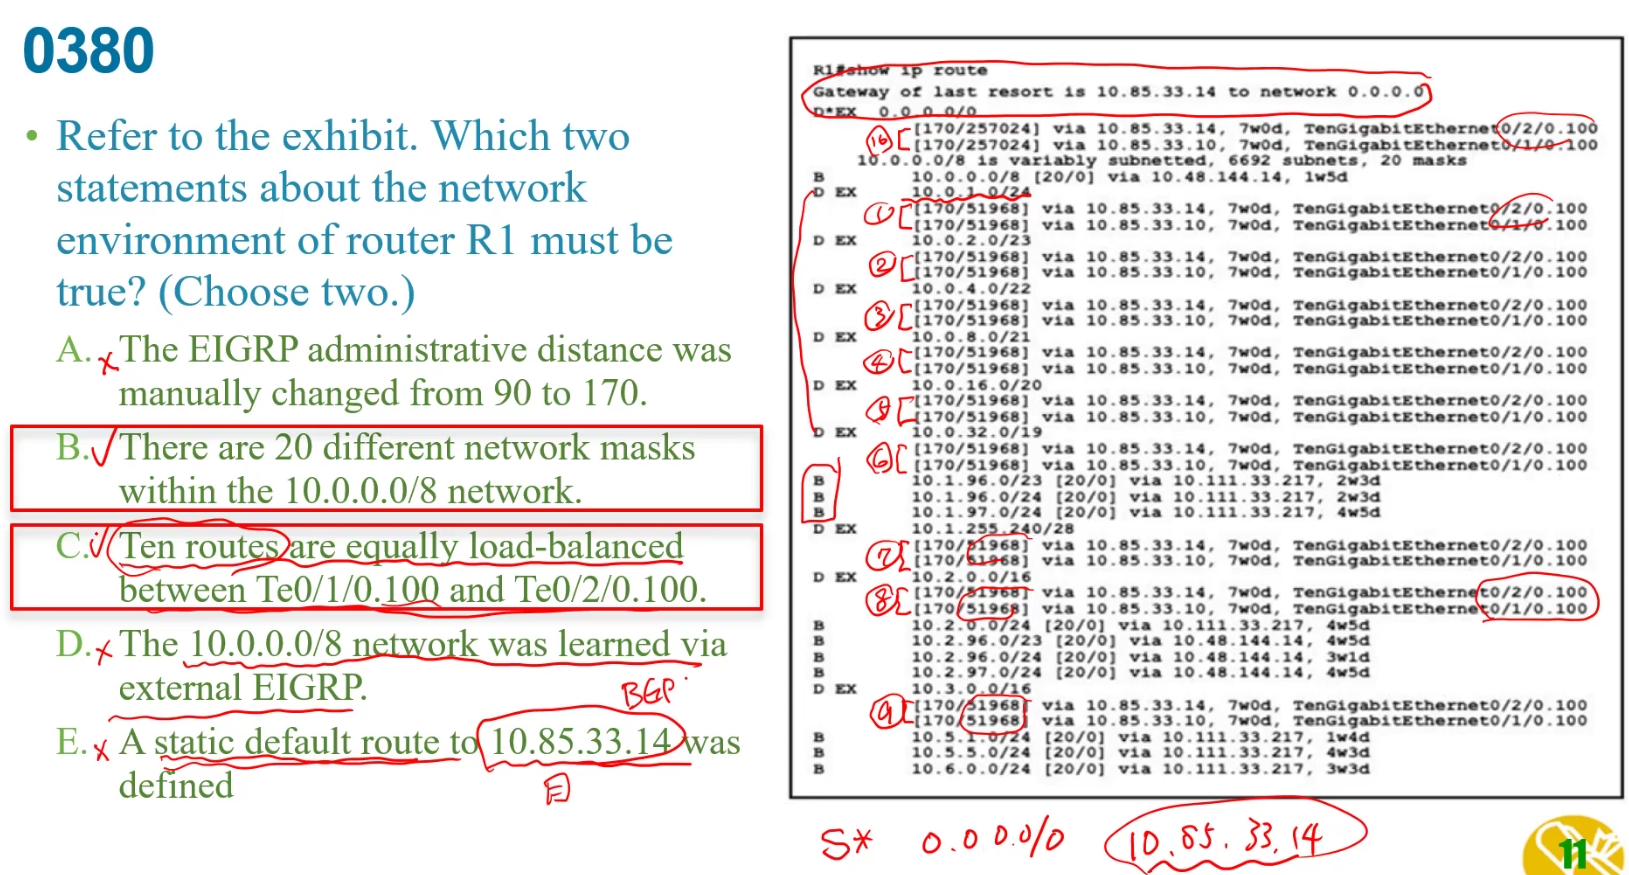 0380
• Refer to the exhibit. Which two
statements about the network
environment of router R1 must be
true? (Choose two.)
A. x The EIGRP administrative distance was
manually changed from 90 to 170.
B. ✓ There are 20 different network masks
within the 10.0.0.0/8 network.
C. ✓ Ten routes are equally load-balanced
between Te0/1/0.100 and Te0/2/0.100.
D. x The 10.0.0.0/8 network was learned via
external EIGRP.
BGP
E. x A static default route to 10.85.33.14 was
defined
R1#show ip route
Gateway of last resort is 10.85.33.14 to network 0.0.0.0
D*EX 0.0.0.0/0
⑩ [170/257024] via 10.85.33.14, 7w0d, TenGigabitEthernet0/2/0.100
[170/257024] via 10.85.33.10, 7w0d, TenGigabitEthernet0/1/0.100
10.0.0.0/8 is variably subnetted, 6692 subnets, 20 masks
B 10.0.0.0/8 [20/0] via 10.48.144.14, 1w5d
D EX 10.0.1.0/24
① [170/51968] via 10.85.33.14, 7w0d, TenGigabitEthernet0/2/0.100
[170/51968] via 10.85.33.10, 7w0d, TenGigabitEthernet0/1/0.100
D EX 10.0.2.0/23
② [170/51968] via 10.85.33.14, 7w0d, TenGigabitEthernet0/2/0.100
[170/51968] via 10.85.33.10, 7w0d, TenGigabitEthernet0/1/0.100
D EX 10.0.4.0/22
③ [170/51968] via 10.85.33.14, 7w0d, TenGigabitEthernet0/2/0.100
[170/51968] via 10.85.33.10, 7w0d, TenGigabitEthernet0/1/0.100
D EX 10.0.8.0/21
④ [170/51968] via 10.85.33.14, 7w0d, TenGigabitEthernet0/2/0.100
[170/51968] via 10.85.33.10, 7w0d, TenGigabitEthernet0/1/0.100
D EX 10.0.16.0/20
⑤ [170/51968] via 10.85.33.14, 7w0d, TenGigabitEthernet0/2/0.100
[170/51968] via 10.85.33.10, 7w0d, TenGigabitEthernet0/1/0.100
D EX 10.0.32.0/19
⑥ [170/51968] via 10.85.33.14, 7w0d, TenGigabitEthernet0/2/0.100
[170/51968] via 10.85.33.10, 7w0d, TenGigabitEthernet0/1/0.100
B 10.1.96.0/23 [20/0] via 10.111.33.217, 2w3d
B 10.1.96.0/24 [20/0] via 10.111.33.217, 2w3d
B 10.1.97.0/24 [20/0] via 10.111.33.217, 4w5d
D EX 10.1.255.240/28
⑦ [170/51968] via 10.85.33.14, 7w0d, TenGigabitEthernet0/2/0.100
[170/51968] via 10.85.33.10, 7w0d, TenGigabitEthernet0/1/0.100
D EX 10.2.0.0/16
⑧ [170/51968] via 10.85.33.14, 7w0d, TenGigabitEthernet0/2/0.100
[170/51968] via 10.85.33.10, 7w0d, TenGigabitEthernet0/1/0.100
B 10.2.0.0/24 [20/0] via 10.111.33.217, 4w5d
B 10.2.96.0/23 [20/0] via 10.48.144.14, 4w5d
B 10.2.96.0/24 [20/0] via 10.48.144.14, 3w1d
B 10.2.97.0/24 [20/0] via 10.48.144.14, 4w5d
D EX 10.3.0.0/16
⑨ [170/51968] via 10.85.33.14, 7w0d, TenGigabitEthernet0/2/0.100
[170/51968] via 10.85.33.10, 7w0d, TenGigabitEthernet0/1/0.100
B 10.5.1.0/24 [20/0] via 10.111.33.217, 1w4d
B 10.5.5.0/24 [20/0] via 10.111.33.217, 4w3d
B 10.6.0.0/24 [20/0] via 10.111.33.217, 3w3d
S* 0.0.0.0/0 10.85.33.14
11